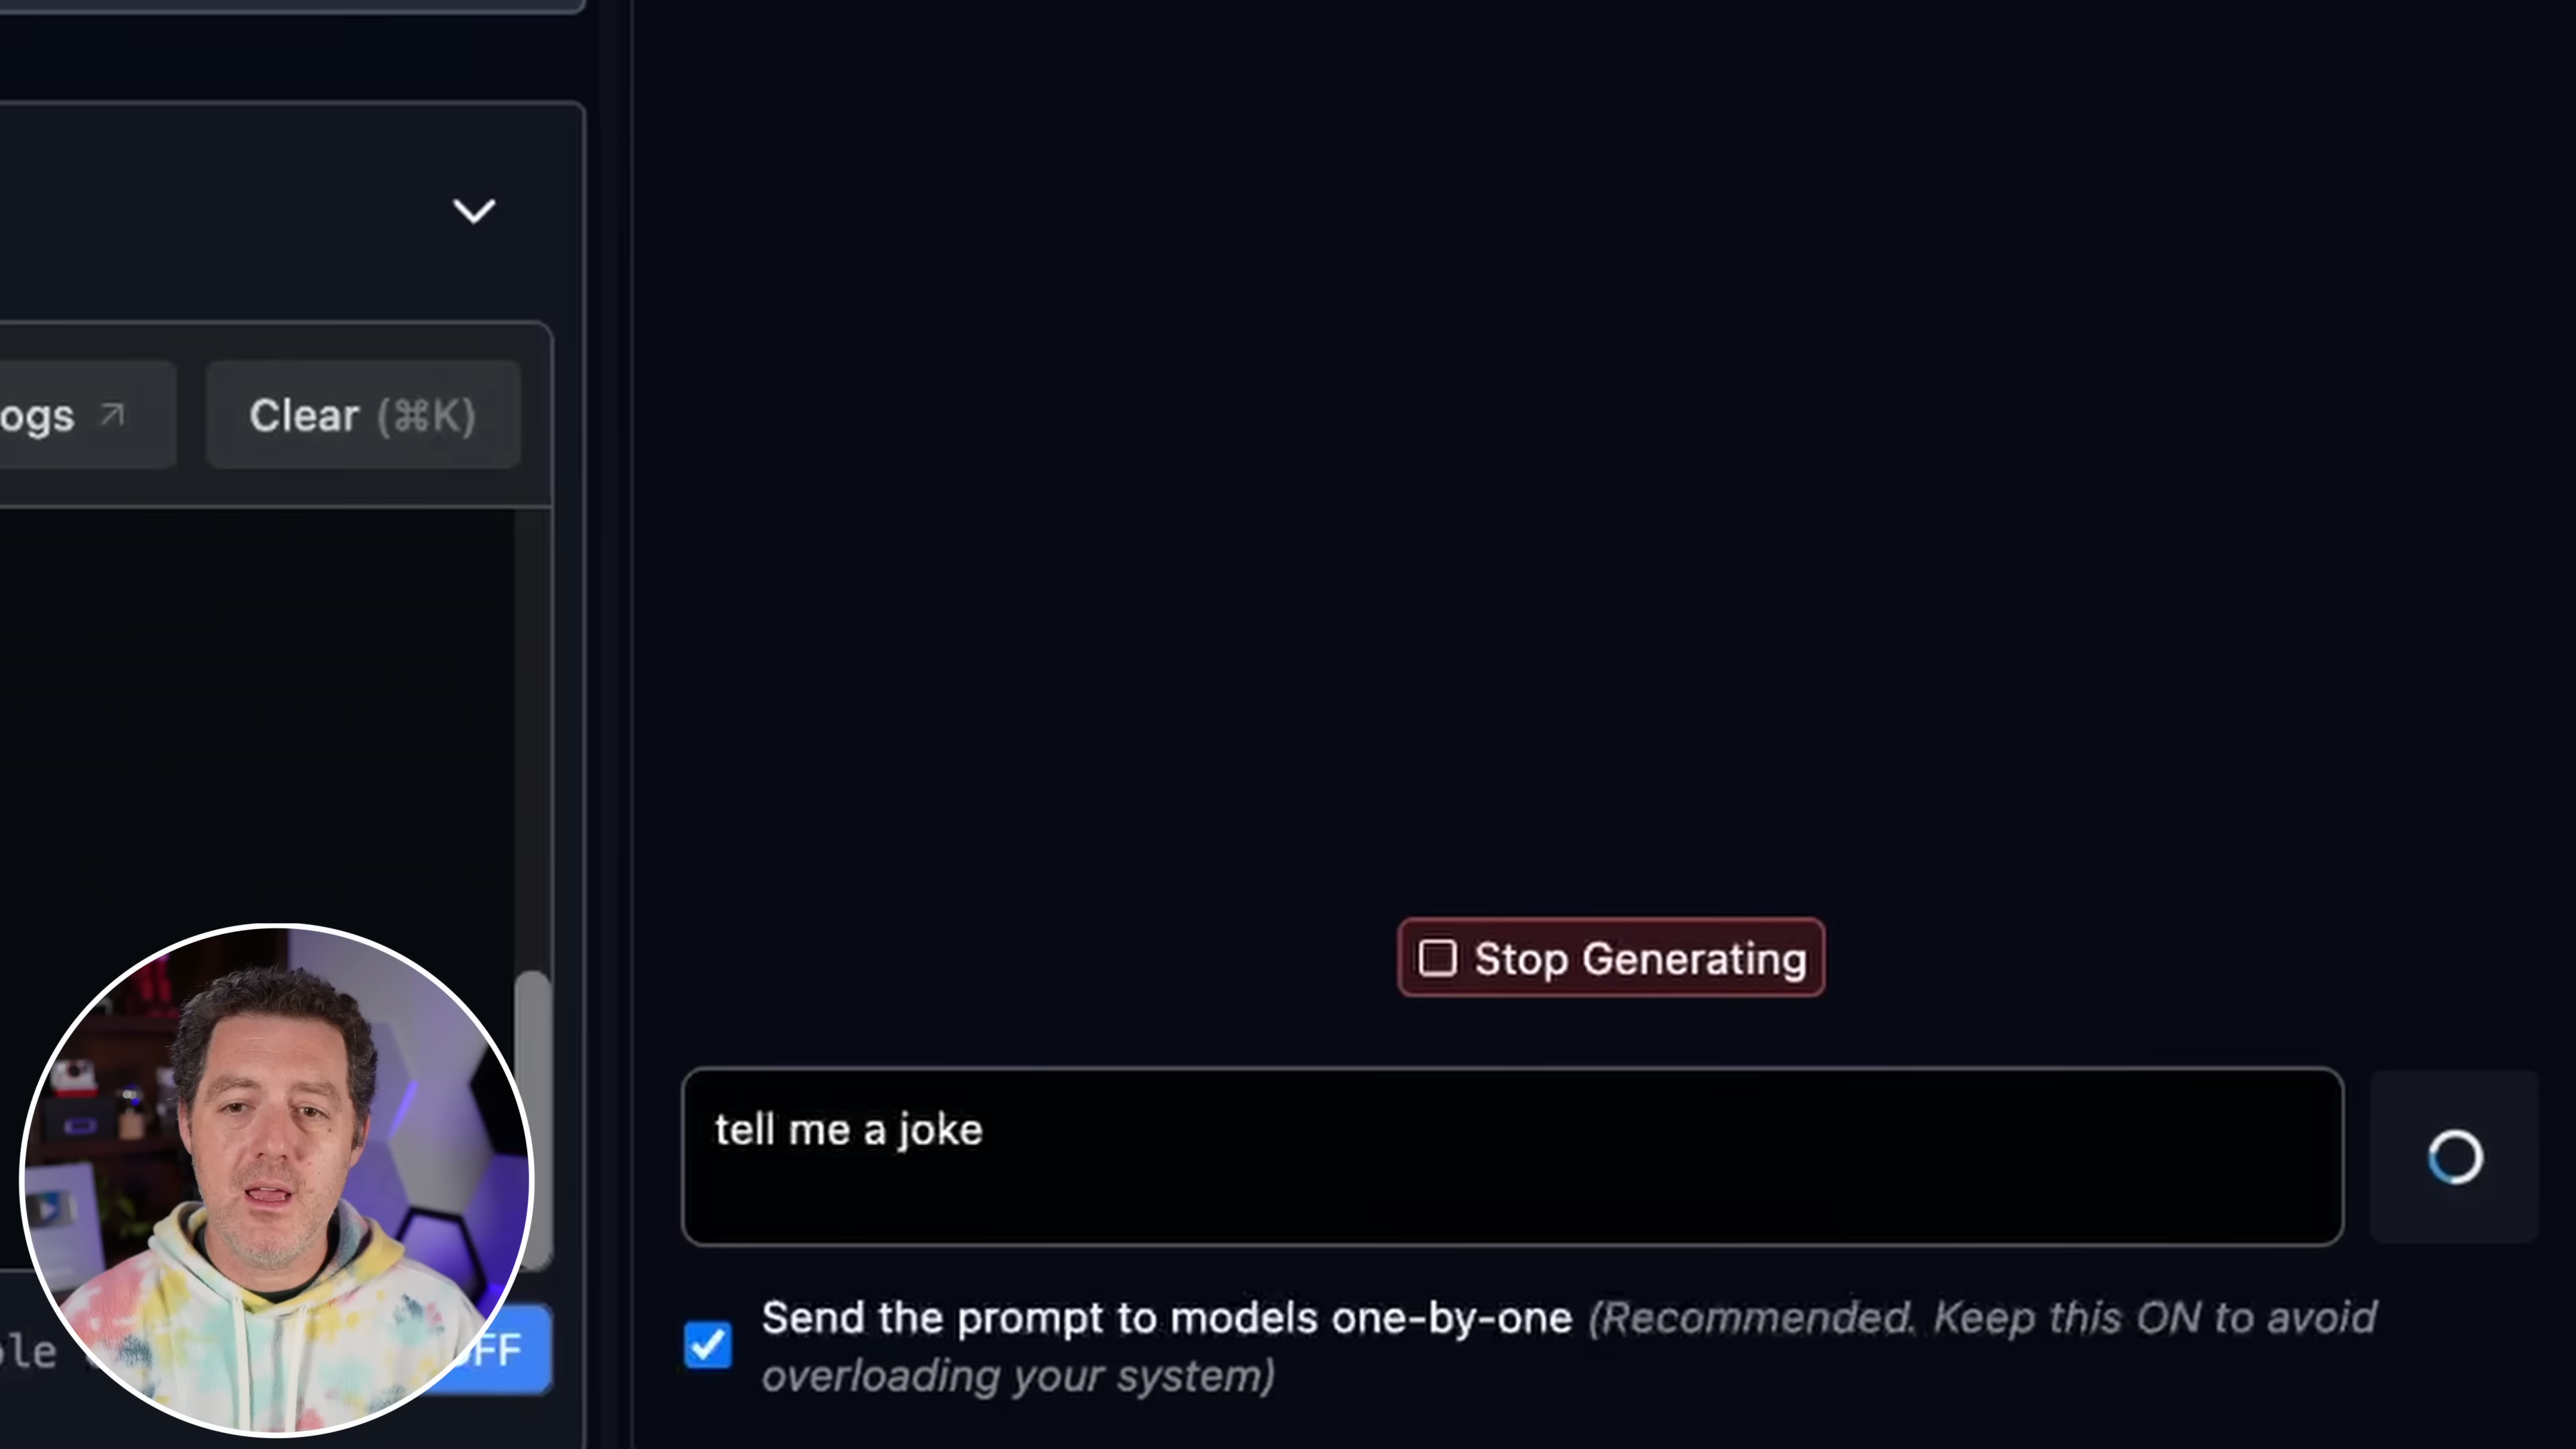 ogs
Clear (⌘K)
Stop Generating
tell me a joke
Send the prompt to models one-by-one (Recommended. Keep this ON to avoid
overloading your system)